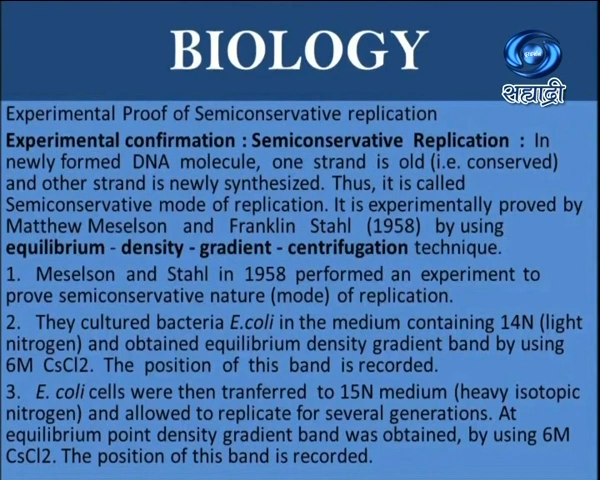 BIOLOGY
सह्याद्री
Experimental Proof of Semiconservative replication
Experimental confirmation : Semiconservative Replication : In
newly formed DNA molecule, one strand is old (i.e. conserved)
and other strand is newly synthesized. Thus, it is called
Semiconservative mode of replication. It is experimentally proved by
Matthew Meselson and Franklin Stahl (1958) by using
equilibrium - density - gradient - centrifugation technique.
1. Meselson and Stahl in 1958 performed an experiment to
prove semiconservative nature (mode) of replication.
2. They cultured bacteria E.coli in the medium containing 14N (light
nitrogen) and obtained equilibrium density gradient band by using
6M CsCl2. The position of this band is recorded.
3. E. coli cells were then tranferred to 15N medium (heavy isotopic
nitrogen) and allowed to replicate for several generations. At
equilibrium point density gradient band was obtained, by using 6M
CsCl2. The position of this band is recorded.